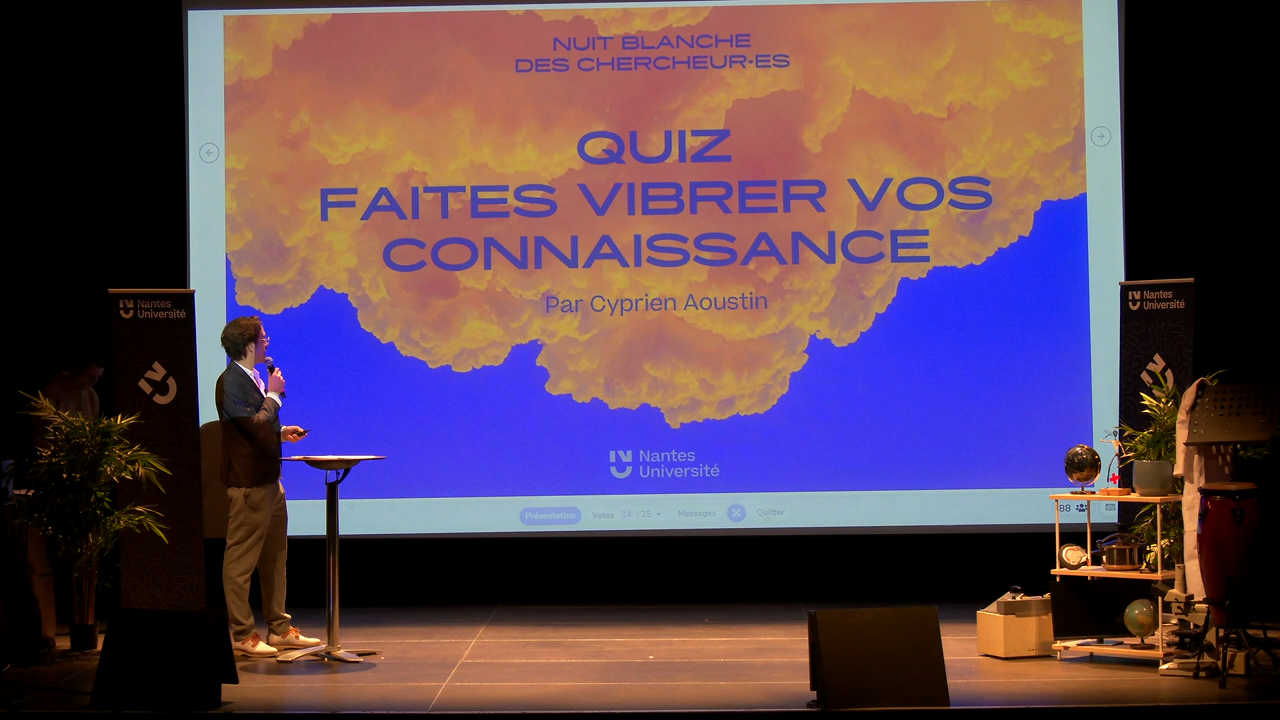 NUIT BLANCHE
DES CHERCHEUR·ES
QUIZ
FAITES VIBRER VOS
CONNAISSANCE
Par Cyprien Aoustin
Nantes
Université
Présentation Votes 14 / 25 Messages Quitter
88
Nantes
Université
Nantes
Université